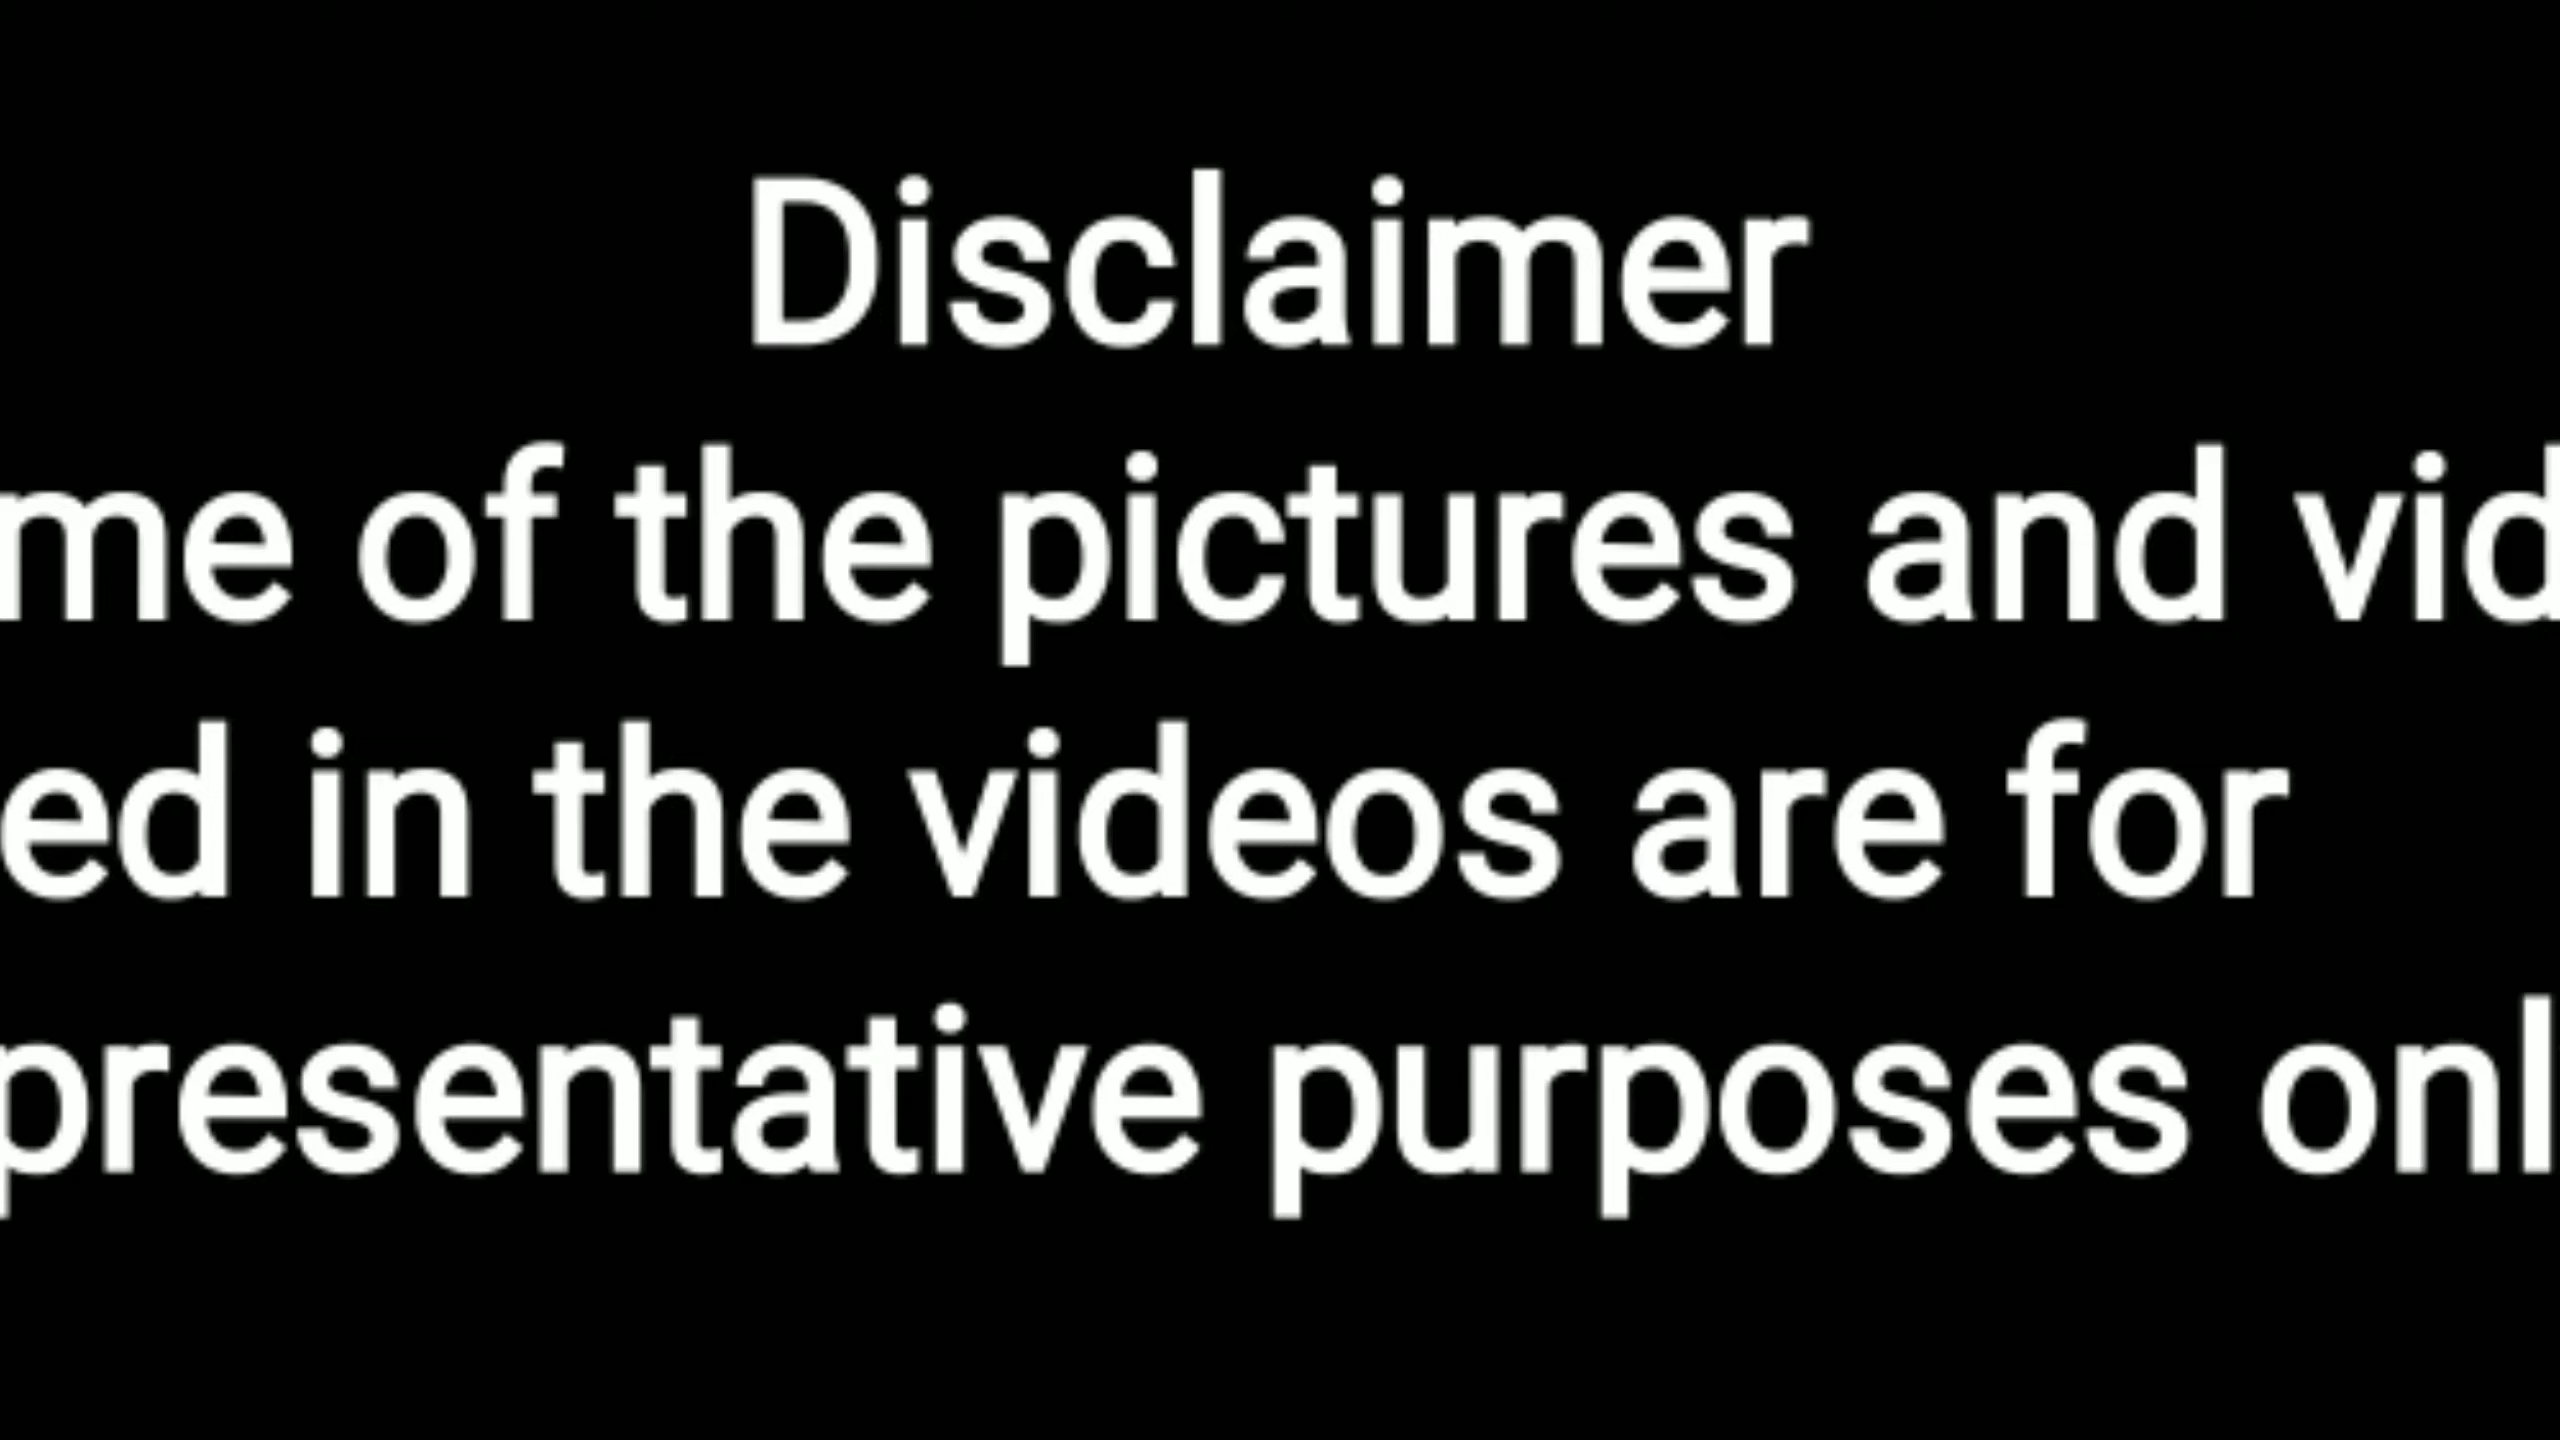 Disclaimer
me of the pictures and vid
ed in the videos are for
presentative purposes onl